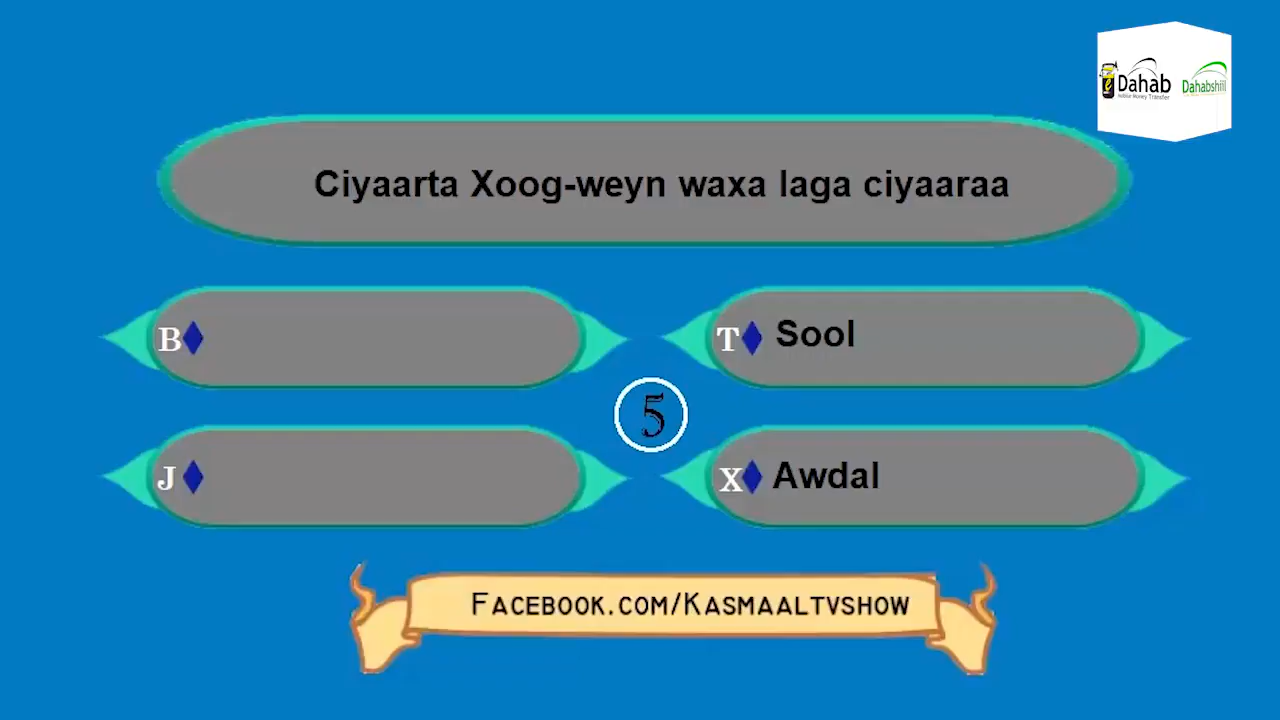 Dahab
Dahabshiil
Ciyaarta Xoog-weyn waxa laga ciyaaraa
B
T Sool
5
J
X Awdal
FACEBOOK.COM/KASMAALTVSHOW